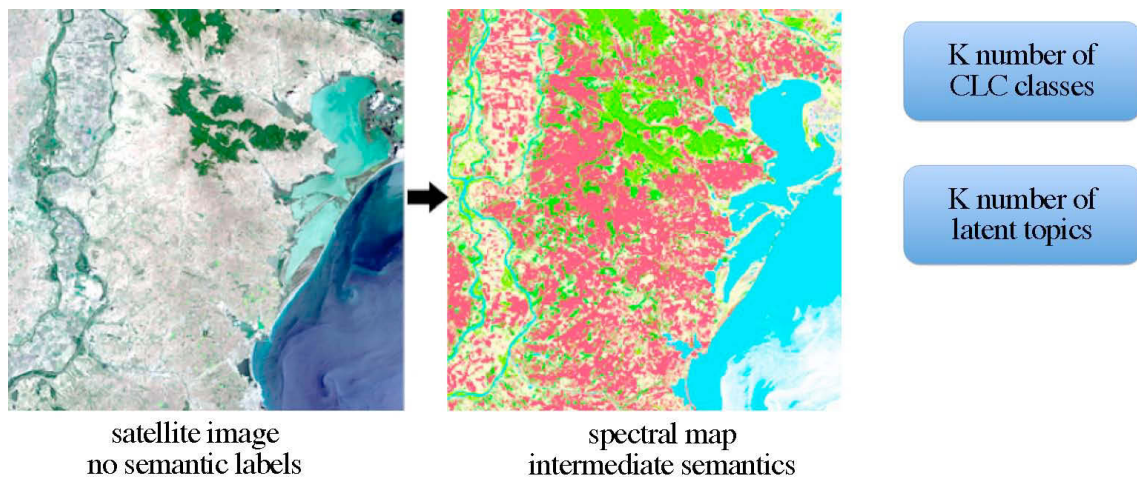 K number of
CLC classes
K number of
latent topics
satellite image
no semantic labels
spectral map
intermediate semantics